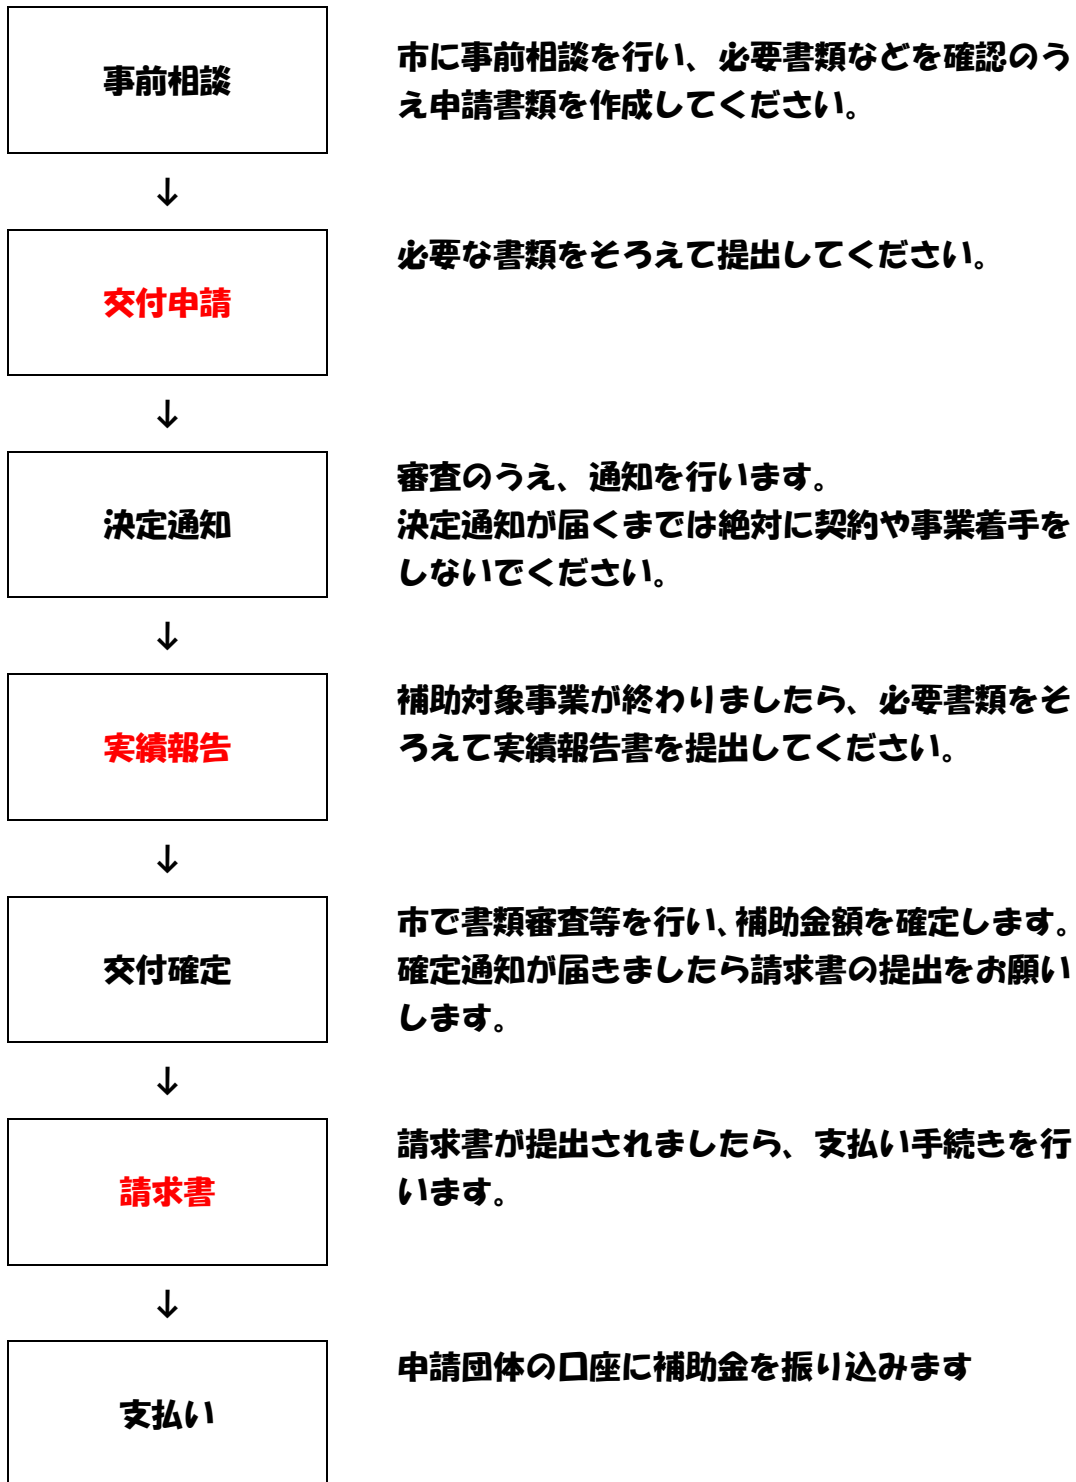 事前相談
市に事前相談を行い、必要書類などを確認のう
え申請書類を作成してください。
↓
交付申請
必要な書類をそろえて提出してください。
↓
決定通知
審査のうえ、通知を行います。
決定通知が届くまでは絶対に契約や事業着手を
しないでください。
↓
実績報告
補助対象事業が終わりましたら、必要書類をそ
ろえて実績報告書を提出してください。
↓
交付確定
市で書類審査等を行い、補助金額を確定します。
確定通知が届きましたら請求書の提出をお願い
します。
↓
請求書
請求書が提出されましたら、支払い手続きを行
います。
↓
支払い
申請団体の口座に補助金を振り込みます